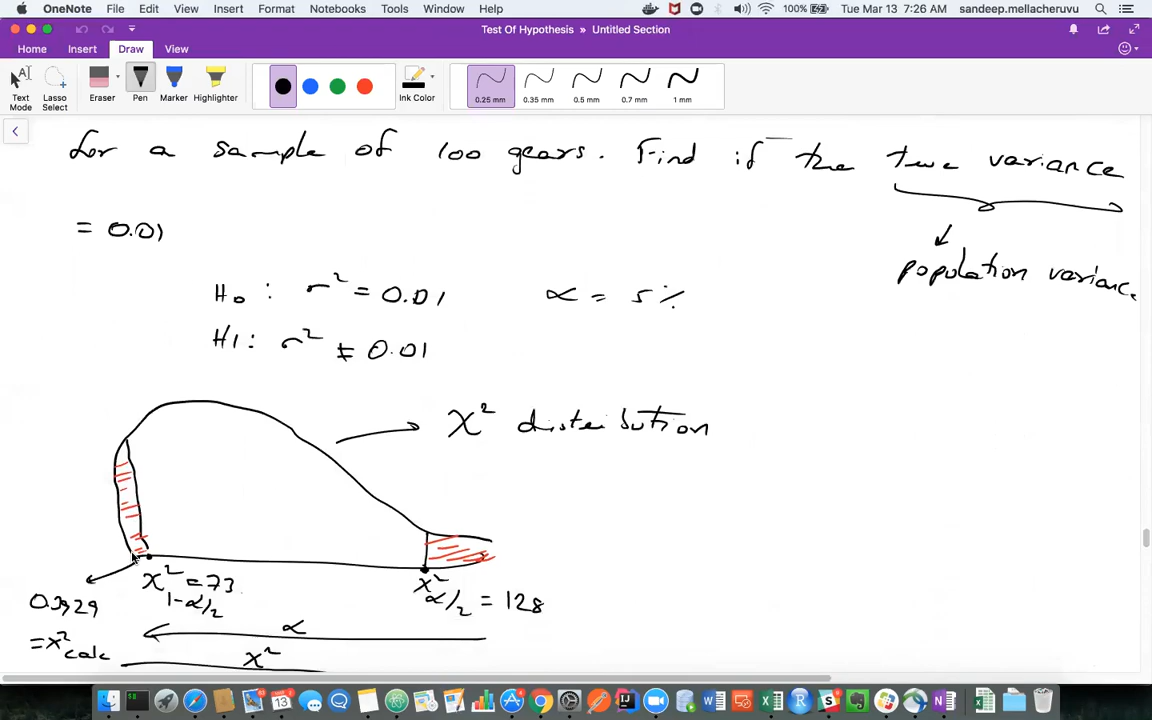 OneNote File Edit View Insert Format Notebooks Tools Window Help 100% Tue Mar 13 7:26 AM sandeep.mellacheruvu
Test Of Hypothesis » Untitled Section
Home Insert Draw View
Text Mode Lasso Select Eraser Pen Marker Highlighter Ink Color 0.25 mm 0.35 mm 0.5 mm 0.7 mm 1 mm
for a sample of 100 gears. Find if the true variance
= 0.01
population variance
H0 : σ² = 0.01 α = 5%
H1 : σ² ≠ 0.01
χ² distribution
χ²1-α/2 = 73
χ²α/2 = 128
0.3929
= χ²calc
α
χ²